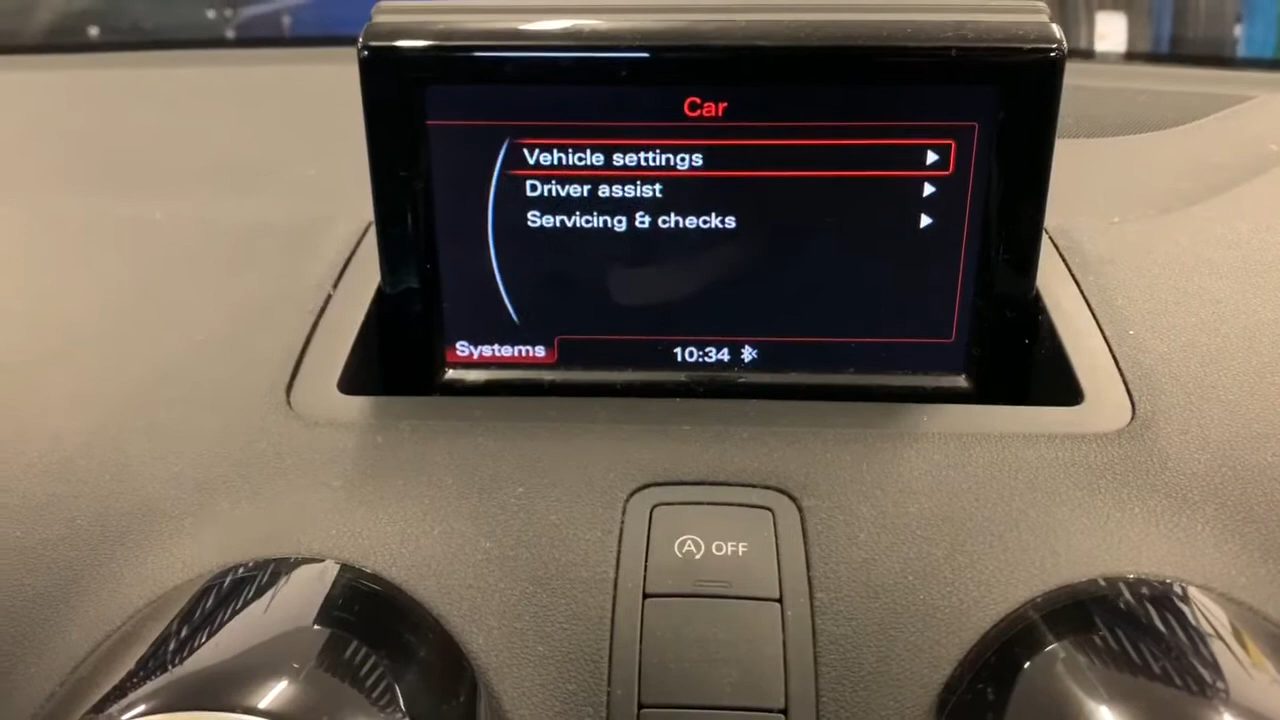 Car
Vehicle settings
Driver assist
Servicing & checks
Systems
10:34
A OFF